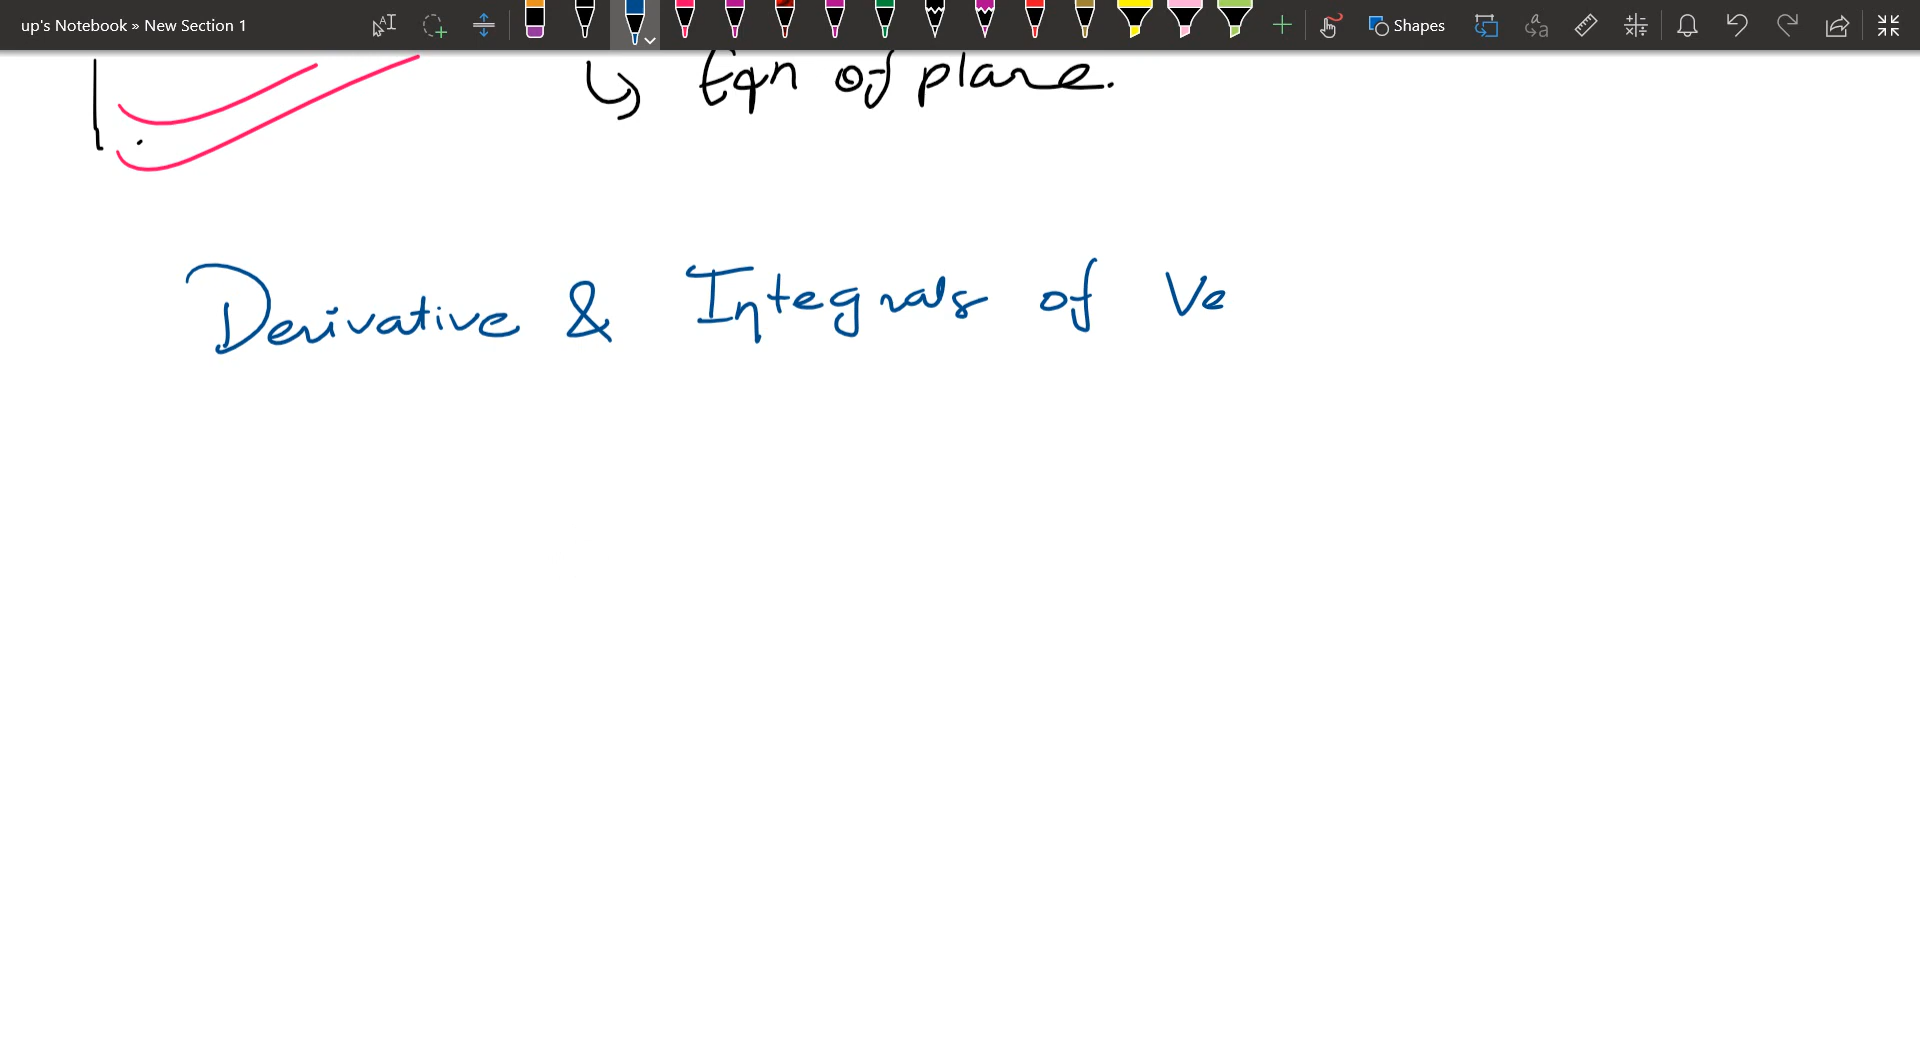 up's Notebook » New Section 1 Shapes
↳ Eqn of plane.
Derivative & Integrals of Ve